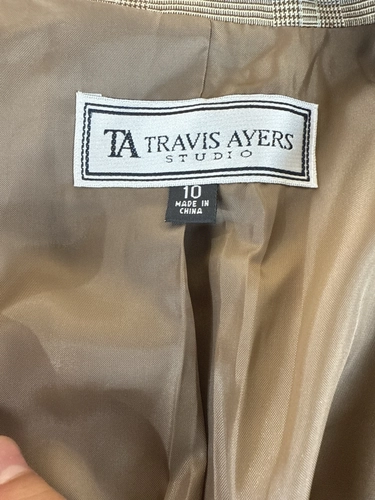 TA TRAVIS AYERS
STUDIO
10
MADE IN
CHINA